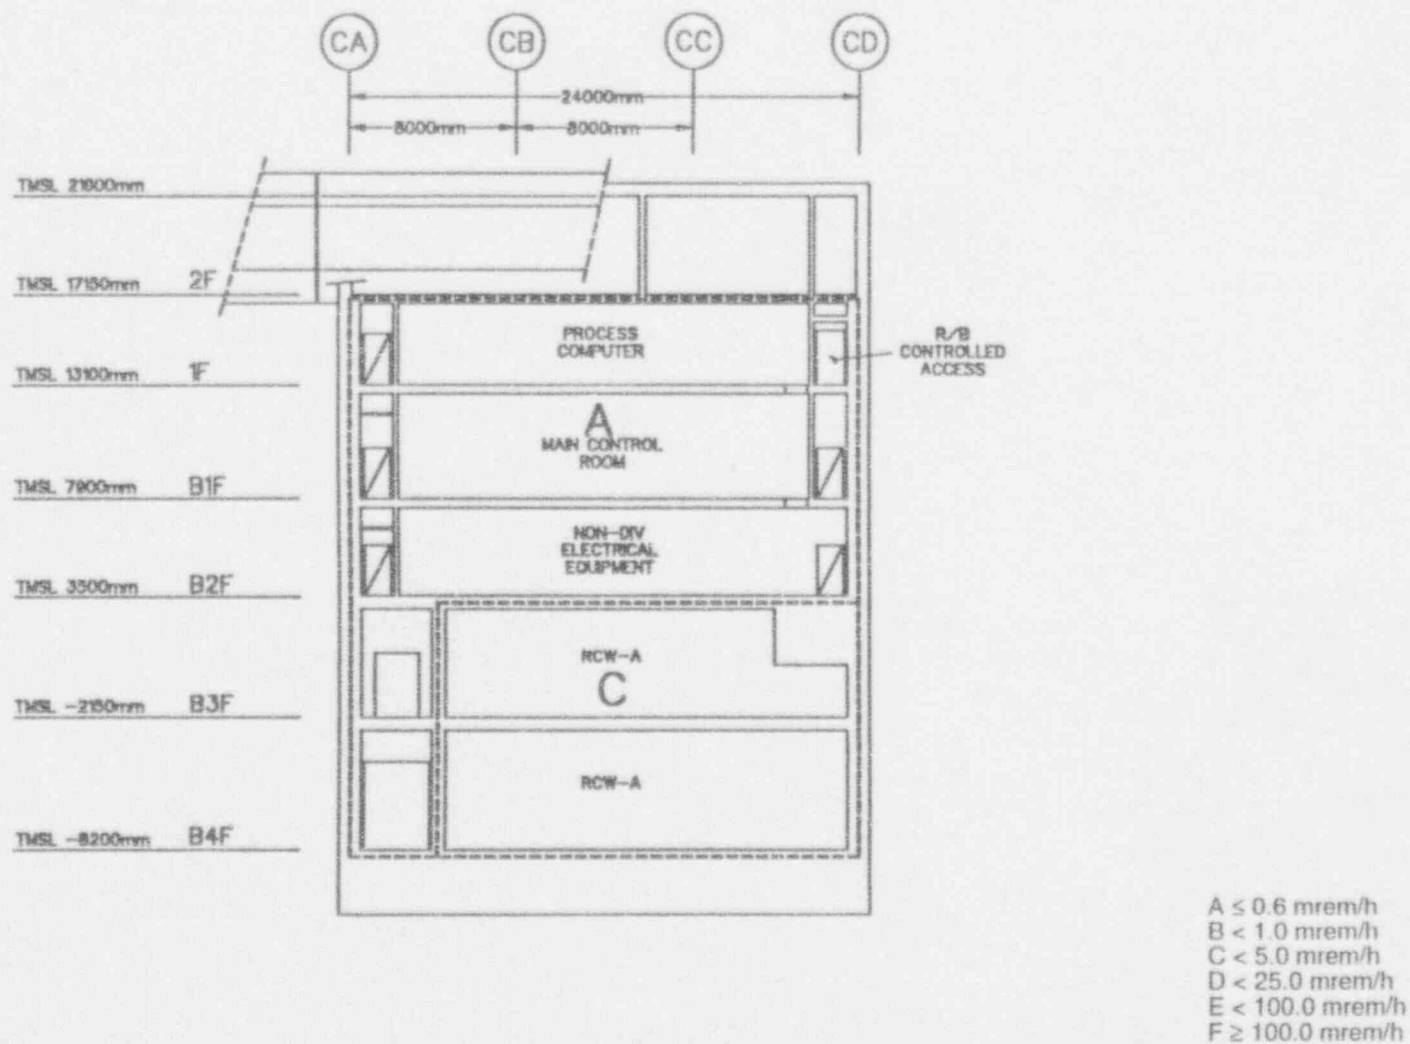 CA CB CC CD
24000mm
8000mm 8000mm
TMSL 21800mm
TMSL 17150mm 2F
PROCESS
COMPUTER
R/B
CONTROLLED
ACCESS
TMSL 13100mm 1F
A
MAIN CONTROL
ROOM
TMSL 7900mm B1F
NON-DIV
ELECTRICAL
EQUIPMENT
TMSL 3500mm B2F
RCW-A
C
TMSL -2150mm B3F
RCW-A
TMSL -8200mm B4F
A ≤ 0.6 mrem/h
B < 1.0 mrem/h
C < 5.0 mrem/h
D < 25.0 mrem/h
E < 100.0 mrem/h
F ≥ 100.0 mrem/h